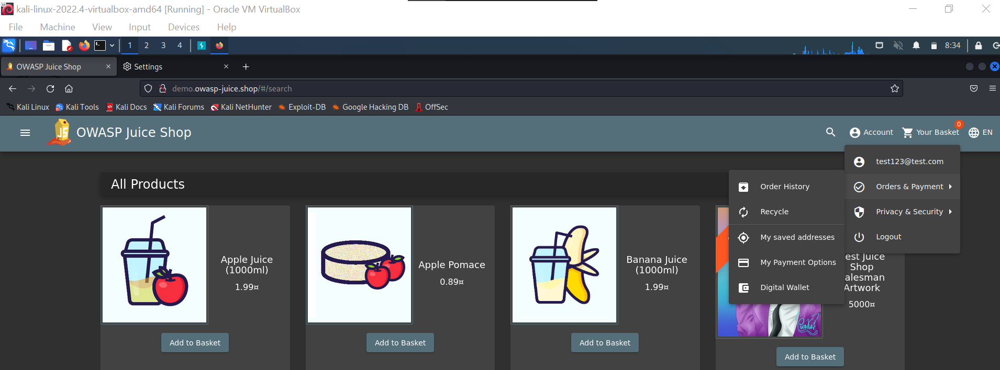 kali-linux-2022.4-virtualbox-amd64 [Running] - Oracle VM VirtualBox
File Machine View Input Devices Help
1 2 3 4 8:34
OWASP Juice Shop Settings
demo.owasp-juice.shop/#/search
Kali Linux Kali Tools Kali Docs Kali Forums Kali NetHunter Exploit-DB Google Hacking DB OffSec
OWASP Juice Shop Account Your Basket 0 EN
test123@test.com
Orders & Payment
Privacy & Security
Logout
Order History
Recycle
My saved addresses
My Payment Options
Digital Wallet
All Products
Apple Juice
(1000ml)
1.99¤
Add to Basket
Apple Pomace
0.89¤
Add to Basket
Banana Juice
(1000ml)
1.99¤
Add to Basket
est Juice
Shop
alesman
Artwork
5000¤
Add to Basket